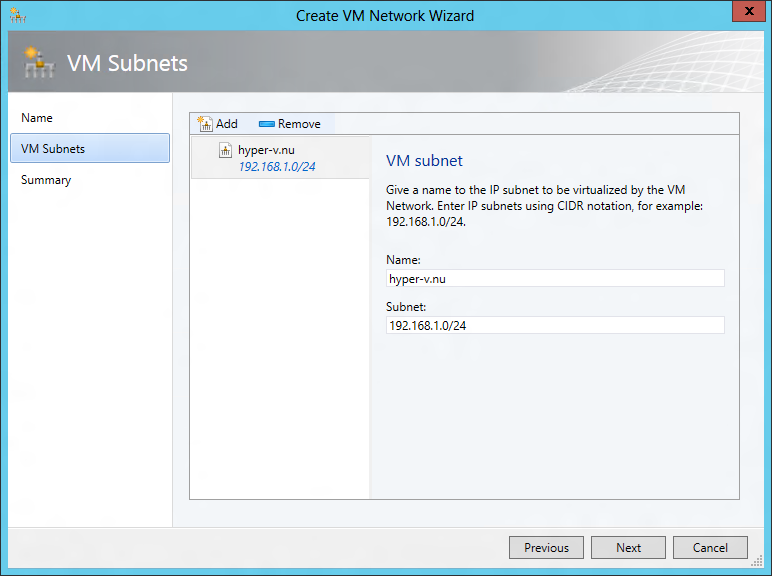 Create VM Network Wizard
x
VM Subnets
Name
VM Subnets
Summary
Add Remove
hyper-v.nu
192.168.1.0/24
VM subnet
Give a name to the IP subnet to be virtualized by the VM
Network. Enter IP subnets using CIDR notation, for example:
192.168.1.0/24.
Name:
hyper-v.nu
Subnet:
192.168.1.0/24
Previous Next Cancel